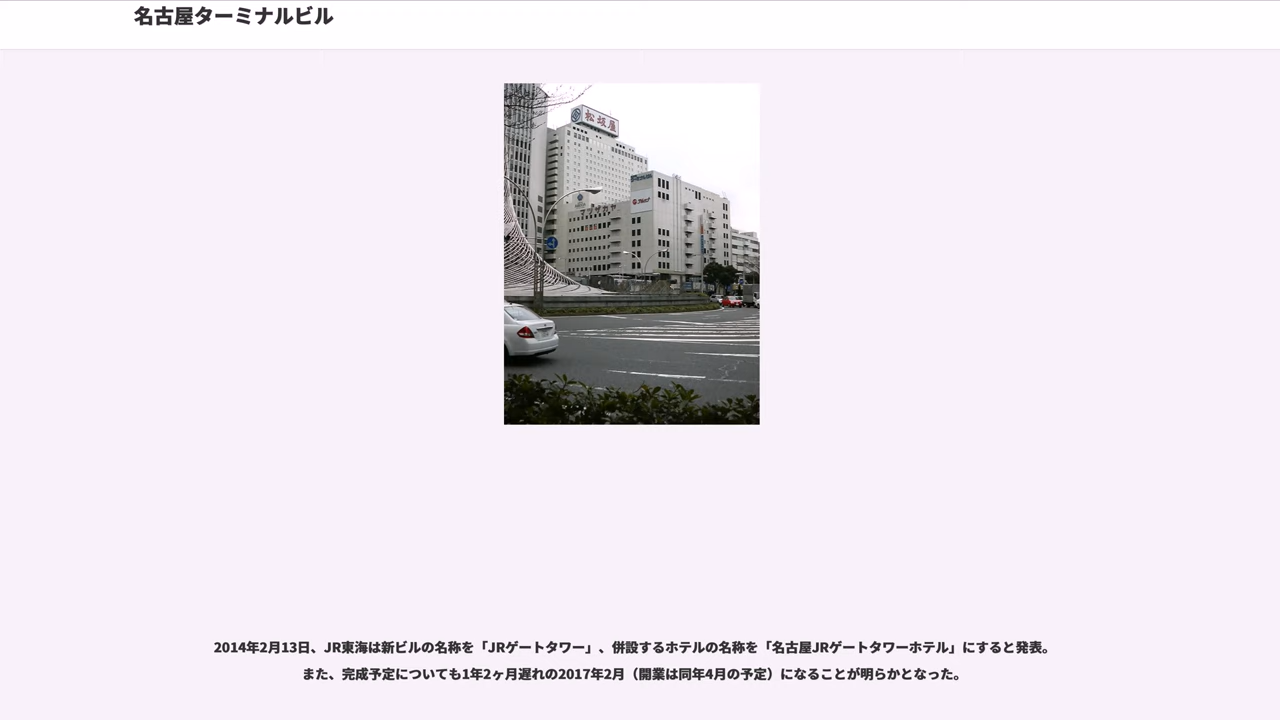 名古屋ターミナルビル
松坂屋
マツザカヤ
2014年2月13日、JR東海は新ビルの名称を「JRゲートタワー」、併設するホテルの名称を「名古屋JRゲートタワーホテル」にすると発表。
また、完成予定についても1年2ヶ月遅れの2017年2月（開業は同年4月の予定）になることが明らかとなった。